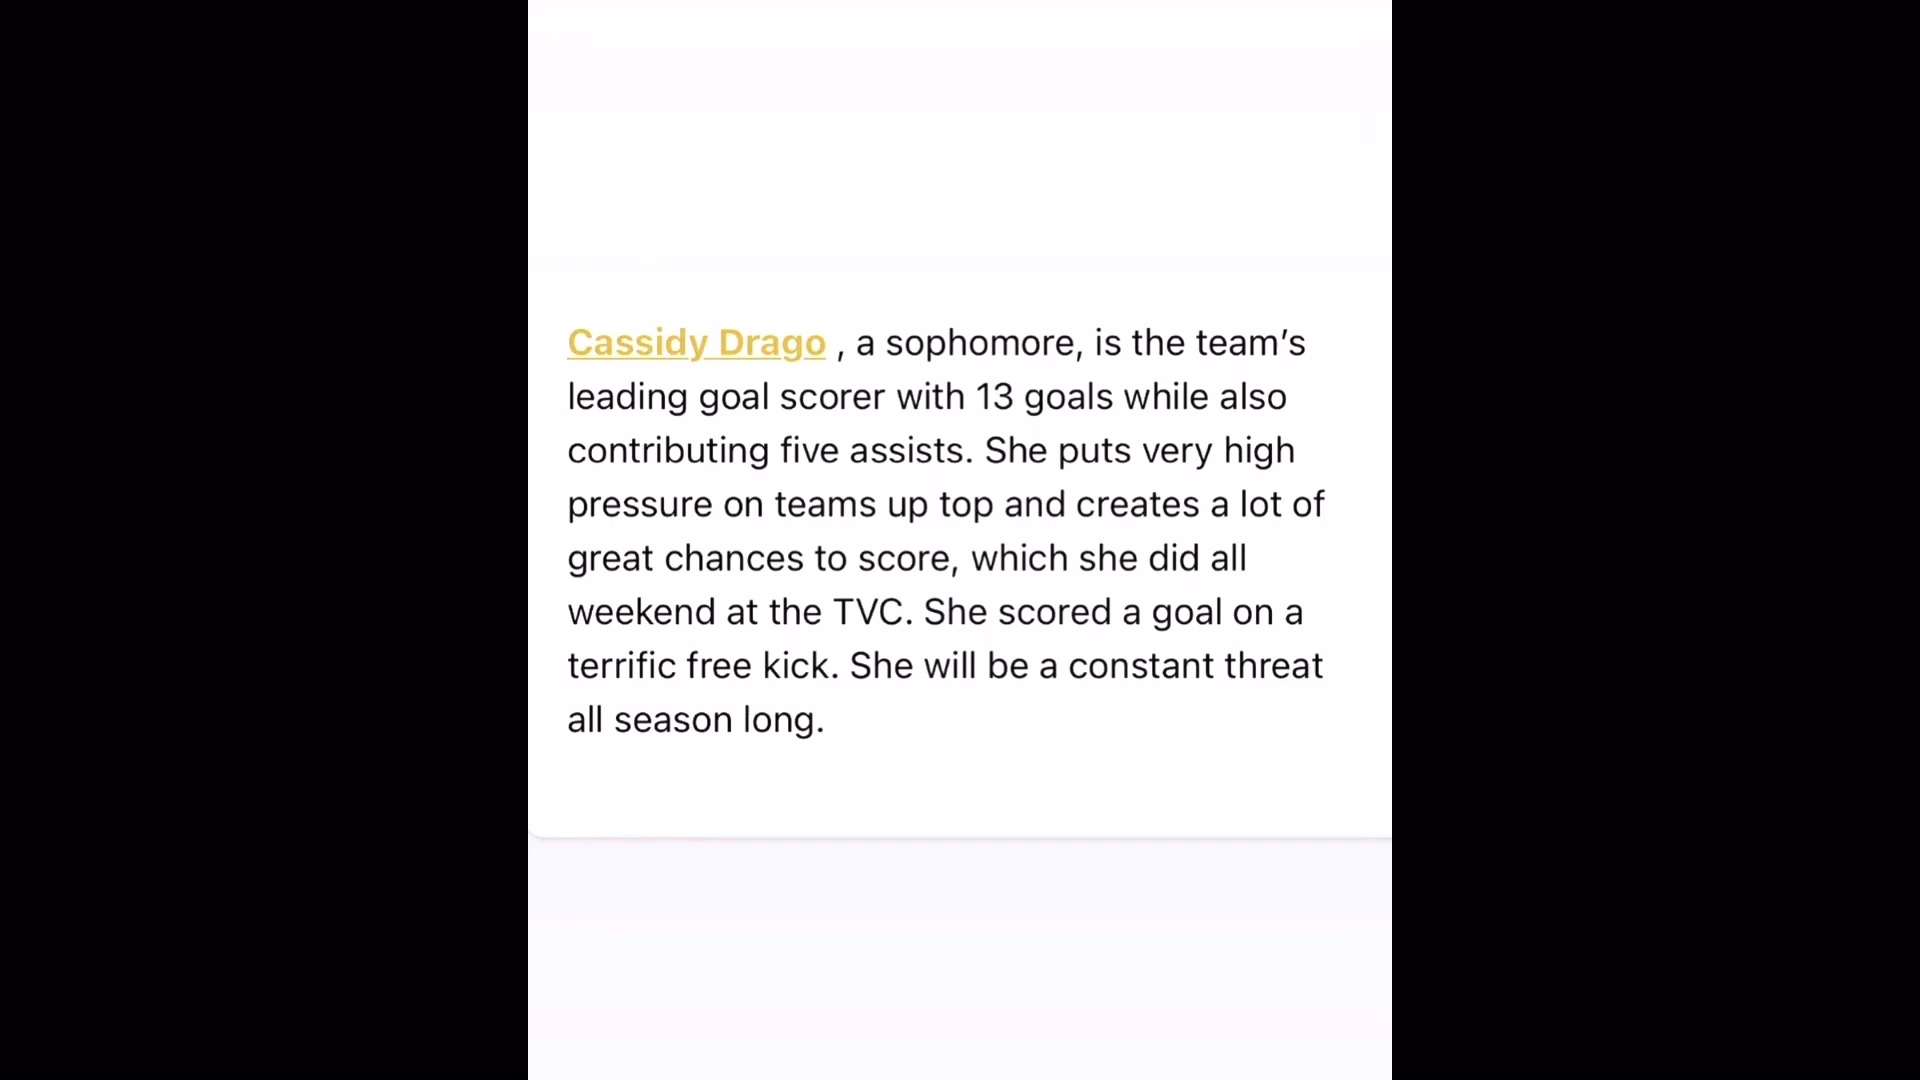 Cassidy Drago , a sophomore, is the team’s
leading goal scorer with 13 goals while also
contributing five assists. She puts very high
pressure on teams up top and creates a lot of
great chances to score, which she did all
weekend at the TVC. She scored a goal on a
terrific free kick. She will be a constant threat
all season long.